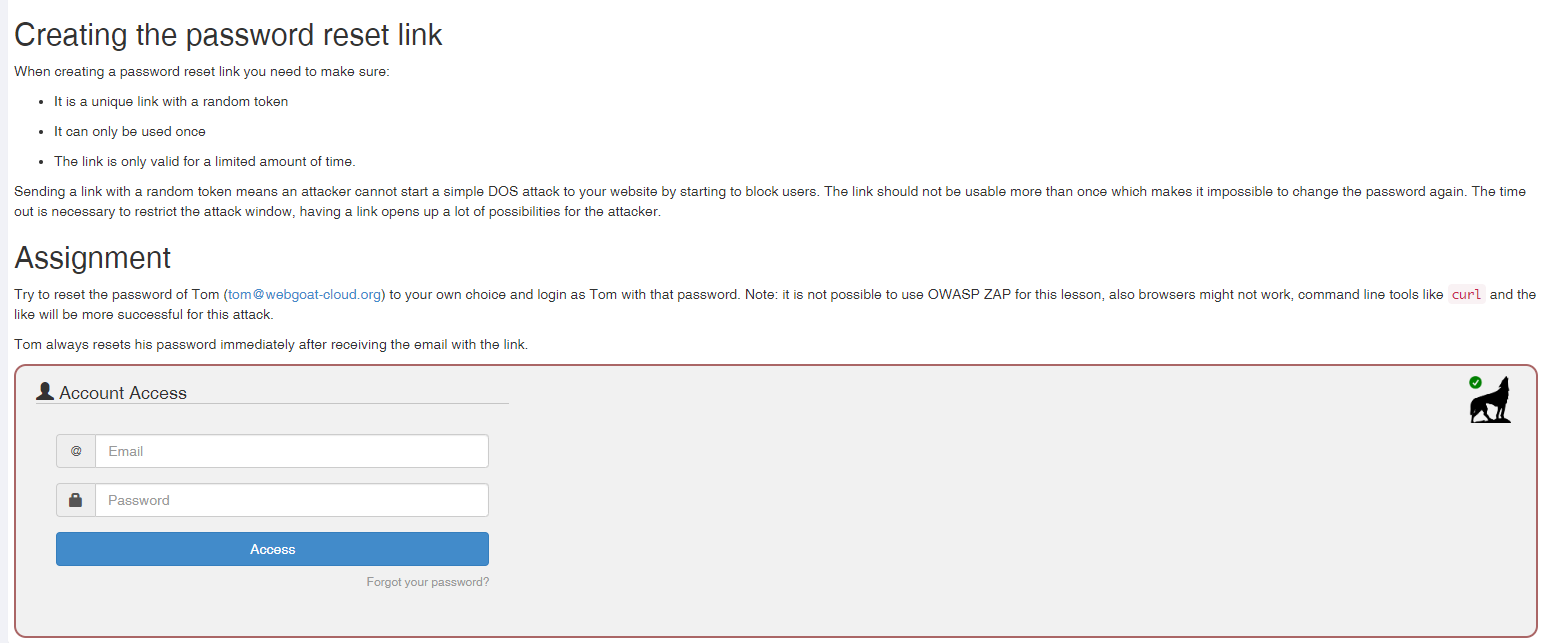 Creating the password reset link
When creating a password reset link you need to make sure:
• It is a unique link with a random token
• It can only be used once
• The link is only valid for a limited amount of time.
Sending a link with a random token means an attacker cannot start a simple DOS attack to your website by starting to block users. The link should not be usable more than once which makes it impossible to change the password again. The time
out is necessary to restrict the attack window, having a link opens up a lot of possibilities for the attacker.
Assignment
Try to reset the password of Tom (tom@webgoat-cloud.org) to your own choice and login as Tom with that password. Note: it is not possible to use OWASP ZAP for this lesson, also browsers might not work, command line tools like curl and the
like will be more successful for this attack.
Tom always resets his password immediately after receiving the email with the link.
Account Access
@ Email
Password
Access
Forgot your password?